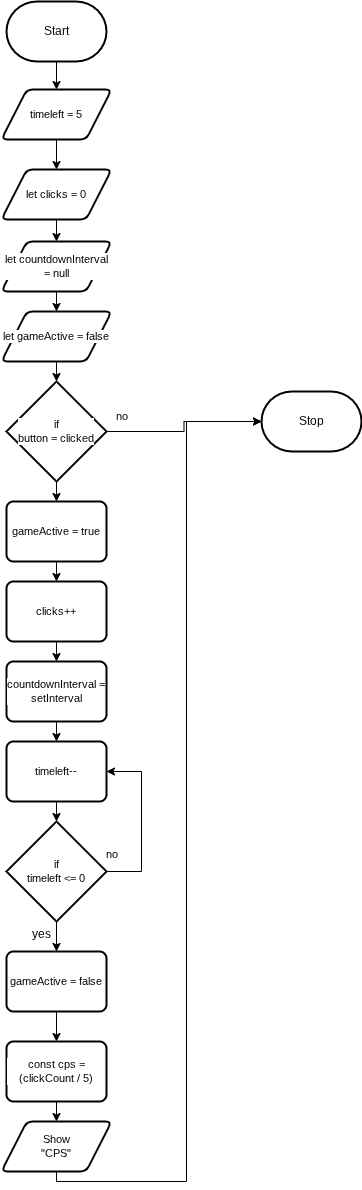 Start
timeleft = 5
let clicks = 0
let countdownInterval
= null
let gameActive = false
if
button = clicked
no
Stop
gameActive = true
clicks++
countdownInterval =
setInterval
timeleft--
if
timeleft <= 0
no
yes
gameActive = false
const cps =
(clickCount / 5)
Show
"CPS"